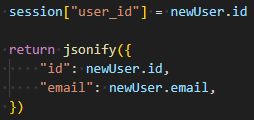 session["user_id"] = newUser.id

return jsonify({
    "id": newUser.id,
    "email": newUser.email,
})